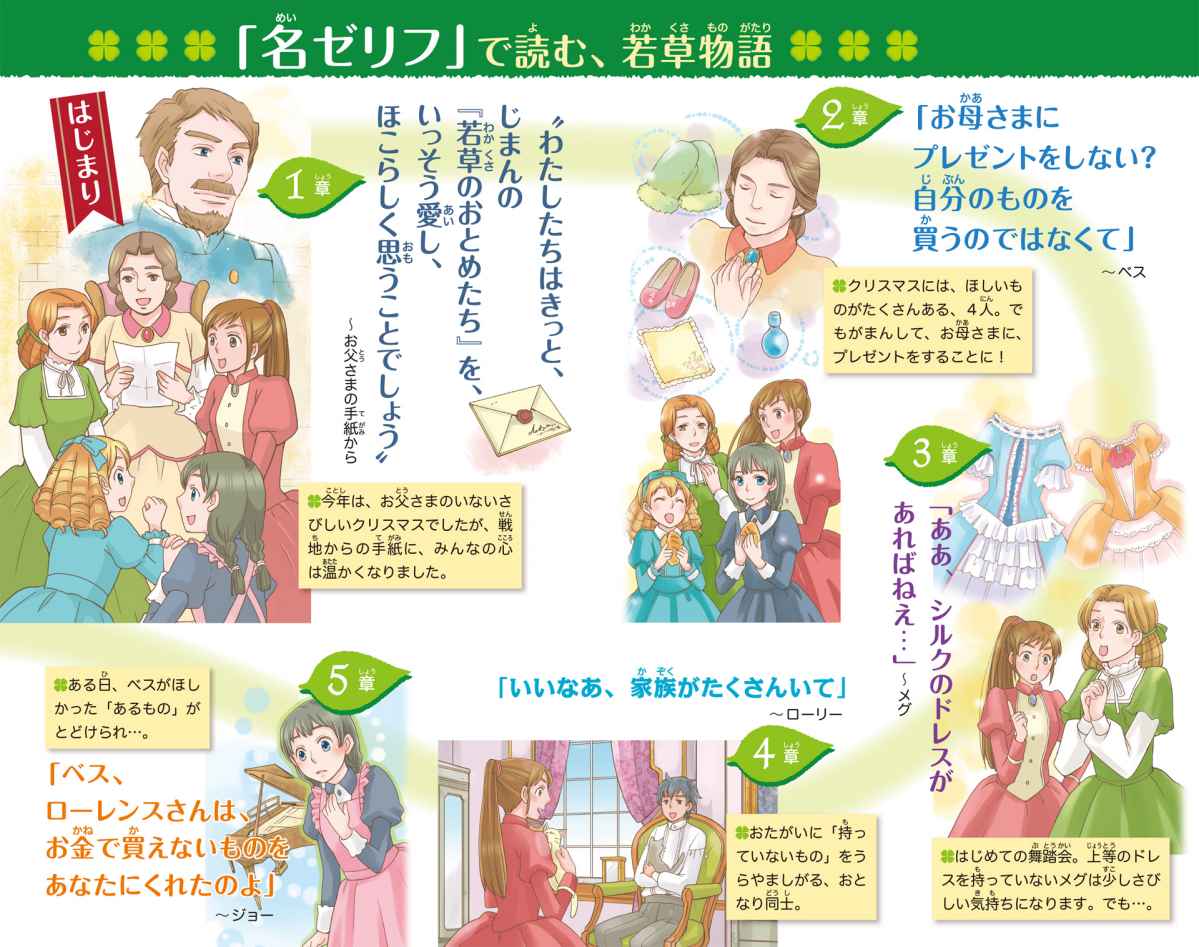 「名ゼリフ」で読む、若草物語
はじまり
1章
〝わたしたちはきっと、
じまんの
『若草のおとめたち』を、
いっそう愛し、
ほこらしく思うことでしょう〟
～お父さまの手紙から
今年は、お父さまのいないさ
びしいクリスマスでしたが、戦
地からの手紙に、みんなの心
は温かくなりました。
2章
「お母さまに
プレゼントをしない?
自分のものを
買うのではなくて」
～ベス
クリスマスには、ほしいも
のがたくさんある、4人。で
もがまんして、お母さまに、
プレゼントをすることに!
3章
「ああ、シルクのドレスが
あればねえ…」～メグ
はじめての舞踏会。上等のドレ
スを持っていないメグは少しさび
しい気持ちになります。でも…。
4章
「いいなあ、家族がたくさんいて」
～ローリー
おたがいに「持っ
ていないもの」をう
らやましがる、おと
なり同士。
5章
ある日、ベスがほし
かった「あるもの」が
とどけられ…。
「ベス、
ローレンスさんは、
お金で買えないものを
あなたにくれたのよ」
～ジョー